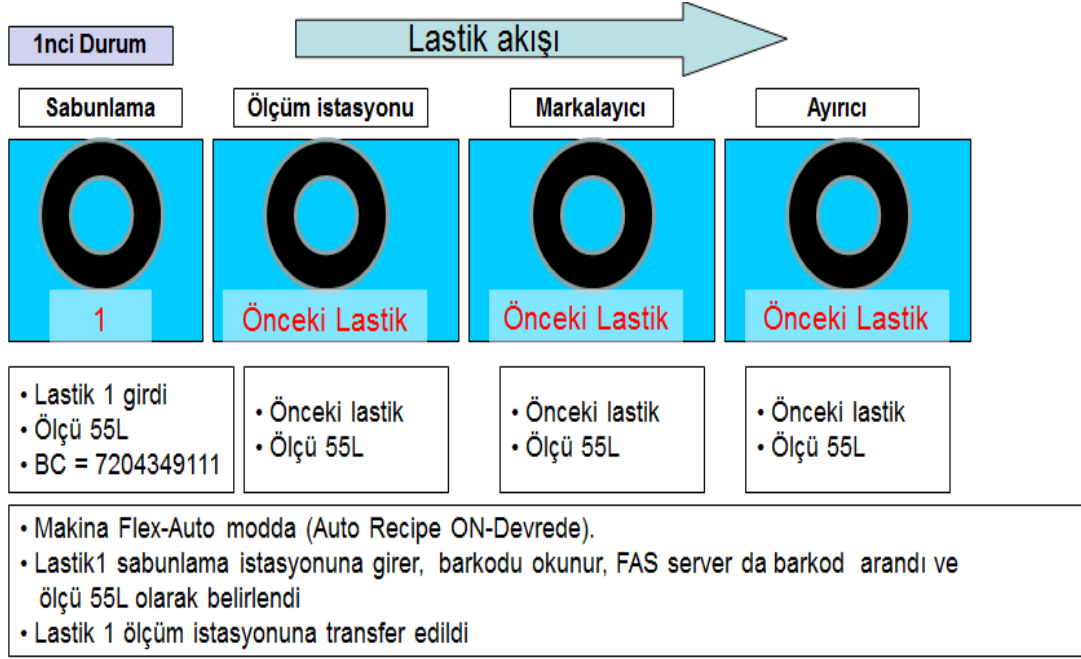 1nci Durum
Lastik akışı
Sabunlama
Ölçüm istasyonu
Markalayıcı
Ayırıcı
1
Önceki Lastik
Önceki Lastik
Önceki Lastik
• Lastik 1 girdi
• Ölçü 55L
• BC = 7204349111
• Önceki lastik
• Ölçü 55L
• Önceki lastik
• Ölçü 55L
• Önceki lastik
• Ölçü 55L
• Makina Flex-Auto modda (Auto Recipe ON-Devrede).
• Lastik1 sabunlama istasyonuna girer, barkodu okunur, FAS server da barkod arandı ve
ölçü 55L olarak belirlendi
• Lastik 1 ölçüm istasyonuna transfer edildi